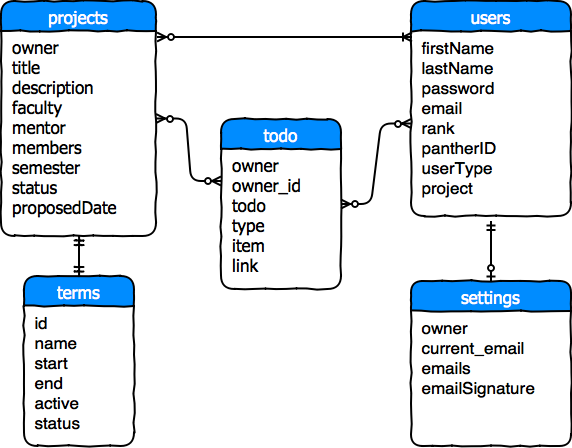 projects
owner
title
description
faculty
mentor
members
semester
status
proposedDate
users
firstName
lastName
password
email
rank
pantherID
userType
project
todo
owner
owner_id
todo
type
item
link
terms
id
name
start
end
active
status
settings
owner
current_email
emails
emailSignature